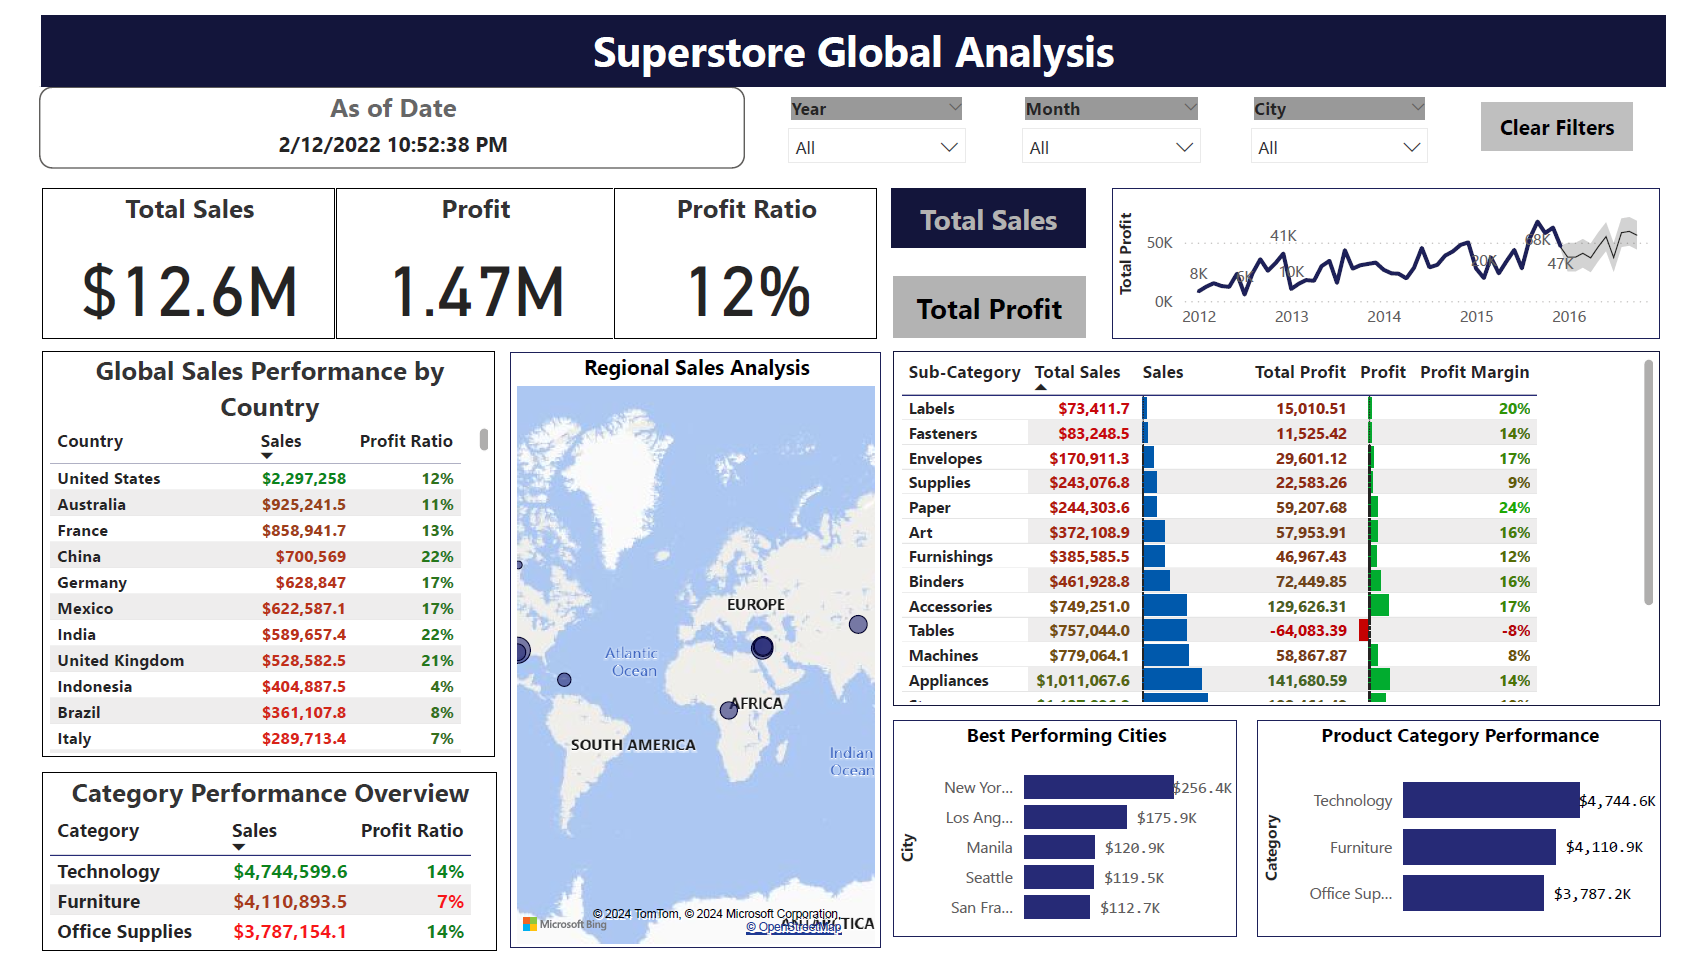 Superstore Global Analysis
As of Date
2/12/2022 10:52:38 PM
Year
All
Month
All
City
All
Clear Filters
Total Sales
$12.6M
Profit
1.47M
Profit Ratio
12%
Total Sales
Total Profit
Total Profit
50K
0K
8K
6K
41K
10K
20K
68K
47K
2012 2013 2014 2015 2016
Global Sales Performance by
Country
Country Sales Profit Ratio
United States $2,297,258 12%
Australia $925,241.5 11%
France $858,941.7 13%
China $700,569 22%
Germany $628,847 17%
Mexico $622,587.1 17%
India $589,657.4 22%
United Kingdom $528,582.5 21%
Indonesia $404,887.5 4%
Brazil $361,107.8 8%
Italy $289,713.4 7%
Category Performance Overview
Category Sales Profit Ratio
Technology $4,744,599.6 14%
Furniture $4,110,893.5 7%
Office Supplies $3,787,154.1 14%
Regional Sales Analysis
EUROPE
Atlantic
Ocean
AFRICA
SOUTH AMERICA
Indian
Ocean
© 2024 TomTom, © 2024 Microsoft Corporation,
© OpenStreetMap
Microsoft Bing
Sub-Category Total Sales Sales Total Profit Profit Profit Margin
Labels $73,411.7 15,010.51 20%
Fasteners $83,248.5 11,525.42 14%
Envelopes $170,911.3 29,601.12 17%
Supplies $243,076.8 22,583.26 9%
Paper $244,303.6 59,207.68 24%
Art $372,108.9 57,953.91 16%
Furnishings $385,585.5 46,967.43 12%
Binders $461,928.8 72,449.85 16%
Accessories $749,251.0 129,626.31 17%
Tables $757,044.0 -64,083.39 -8%
Machines $779,064.1 58,867.87 8%
Appliances $1,011,067.6 141,680.59 14%
Best Performing Cities
City
New Yor... $256.4K
Los Ang... $175.9K
Manila $120.9K
Seattle $119.5K
San Fra... $112.7K
Product Category Performance
Category
Technology $4,744.6K
Furniture $4,110.9K
Office Sup... $3,787.2K